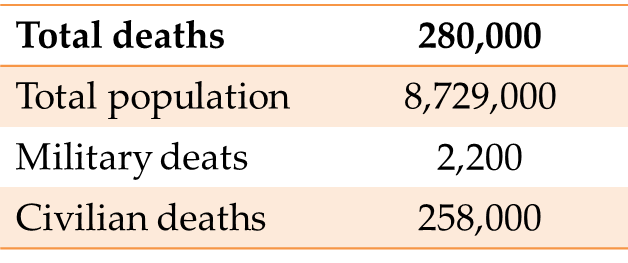 Total deaths 280,000
Total population 8,729,000
Military deats 2,200
Civilian deaths 258,000